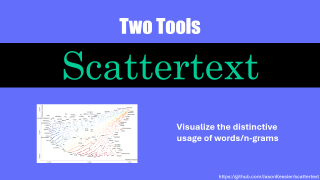 Two Tools
Scattertext
Visualize the distinctive
usage of words/n-grams
https://github.com/JasonKessler/scattertext